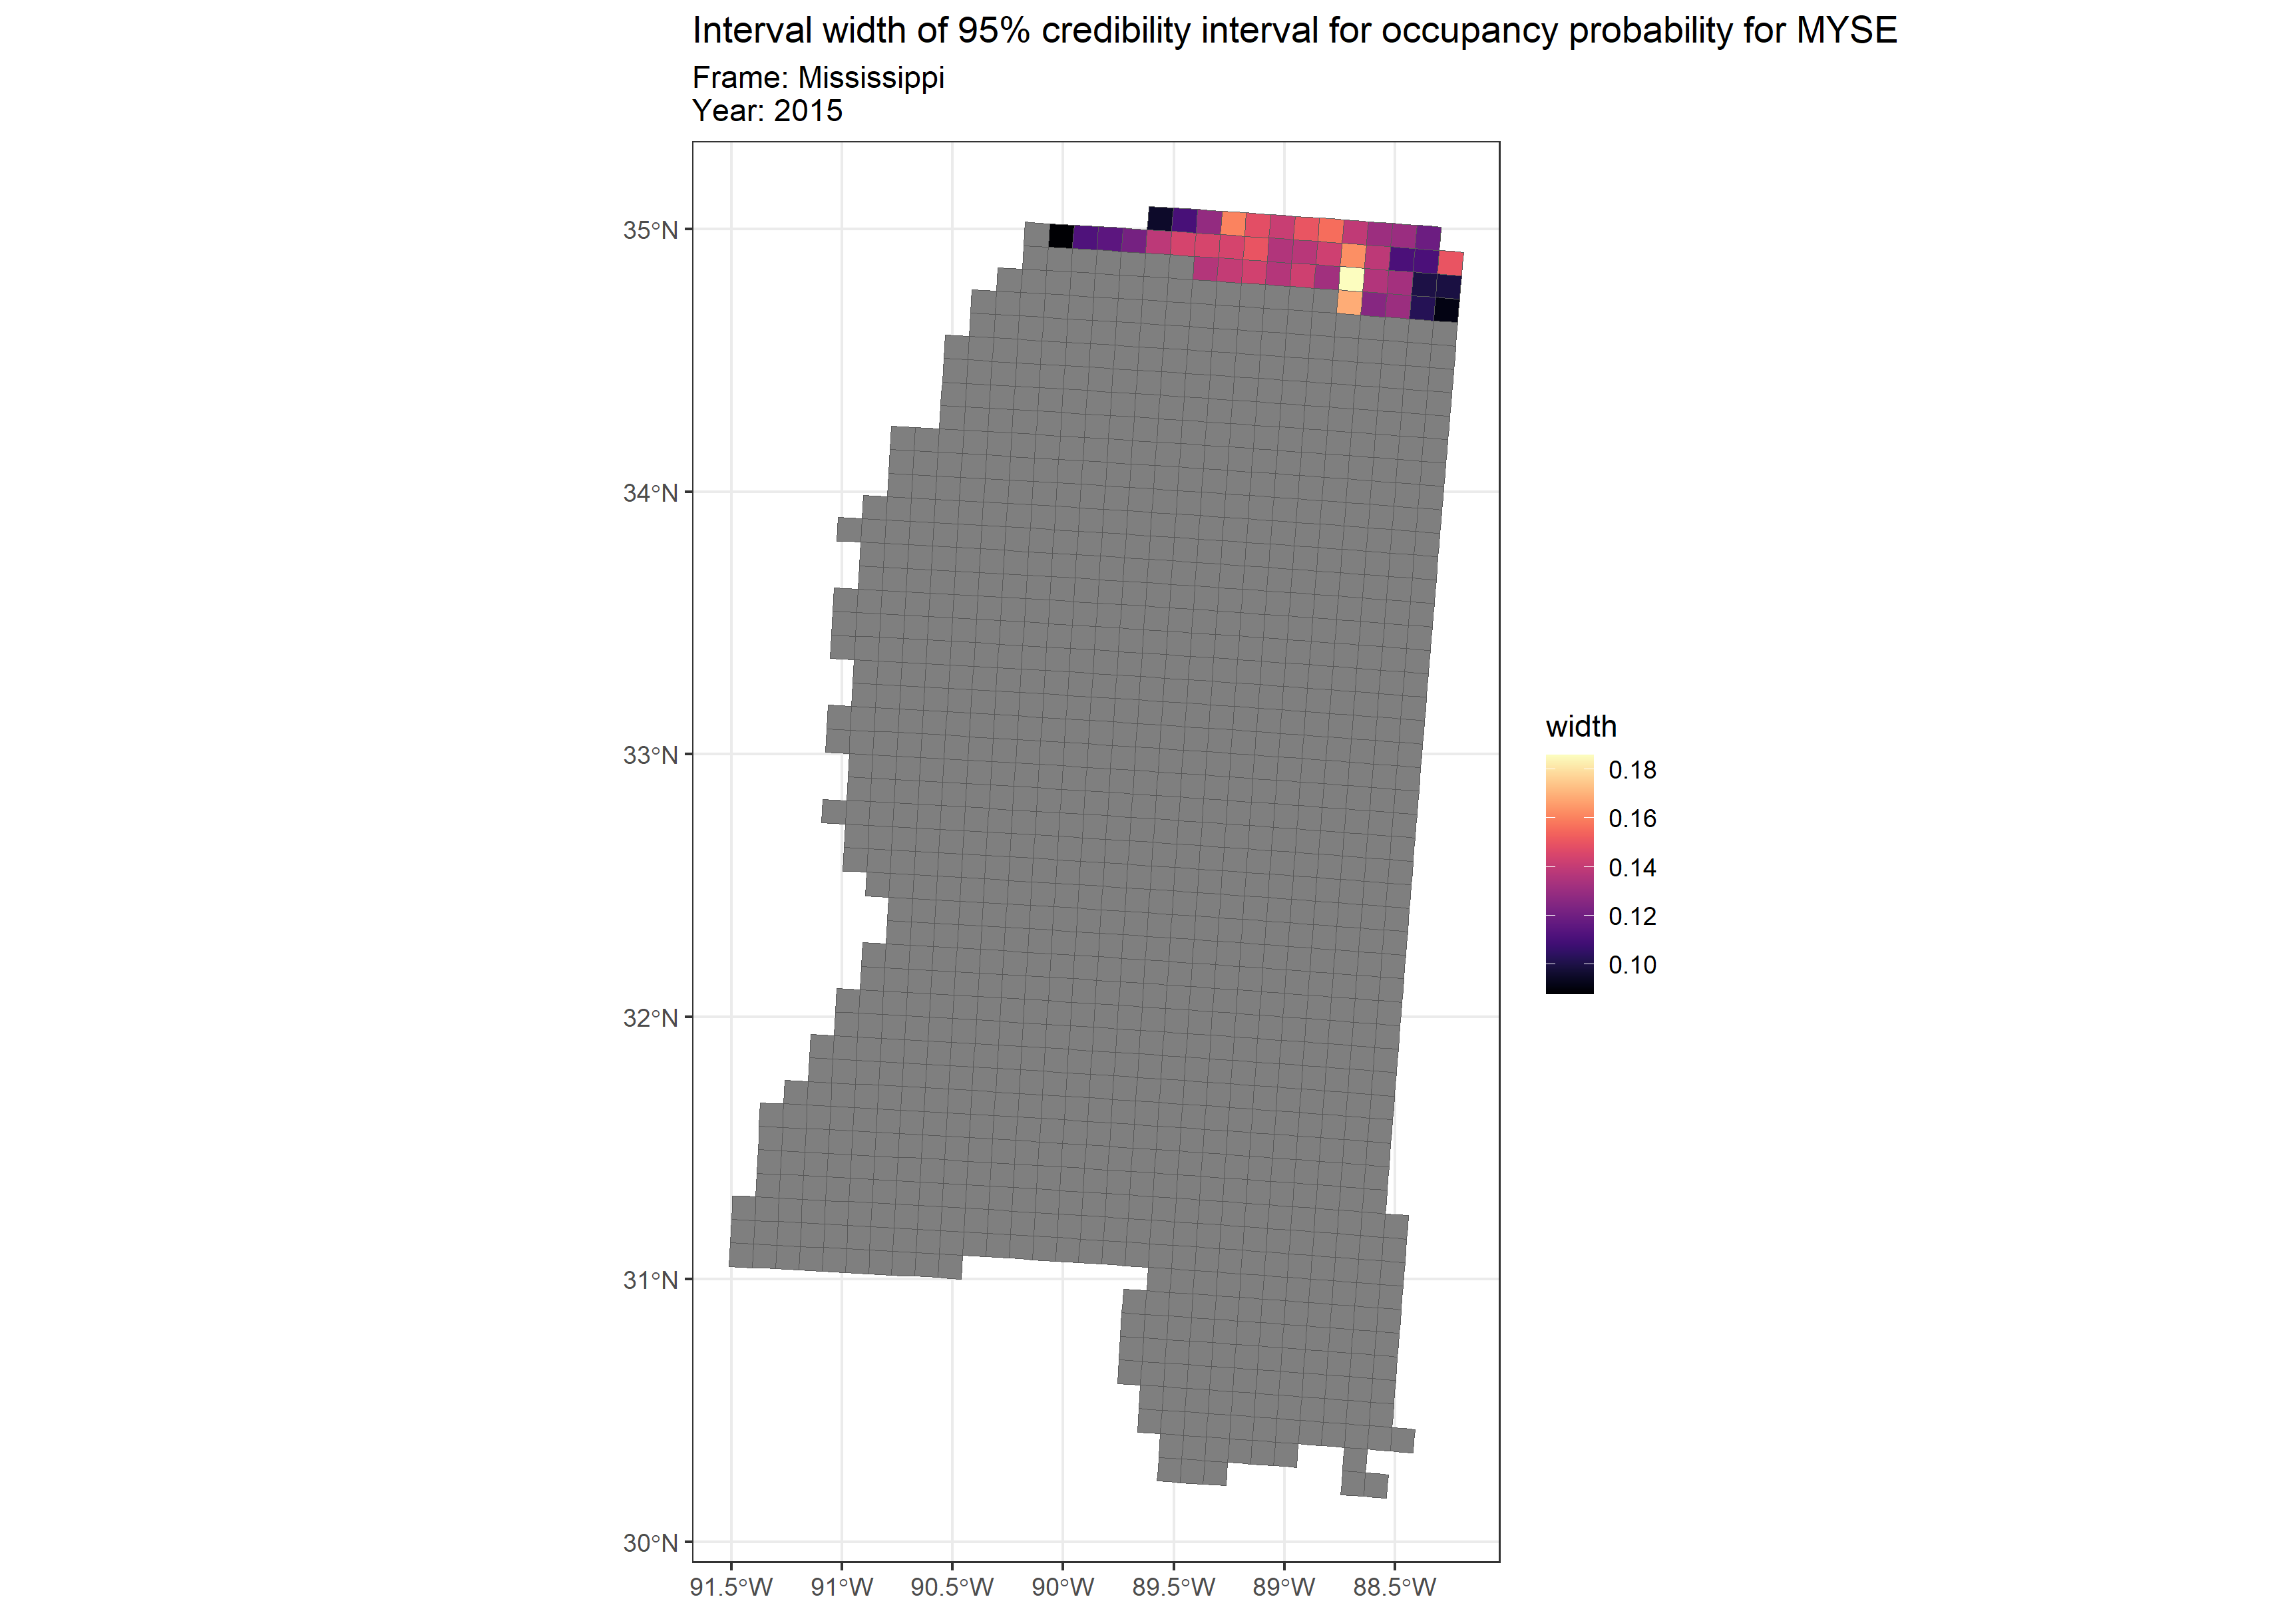 Interval width of 95% credibility interval for occupancy probability for MYSE
Frame: Mississippi
Year: 2015
35°N
34°N
33°N
32°N
31°N
30°N
91.5°W 91°W 90.5°W 90°W 89.5°W 89°W 88.5°W
width
0.18
0.16
0.14
0.12
0.10